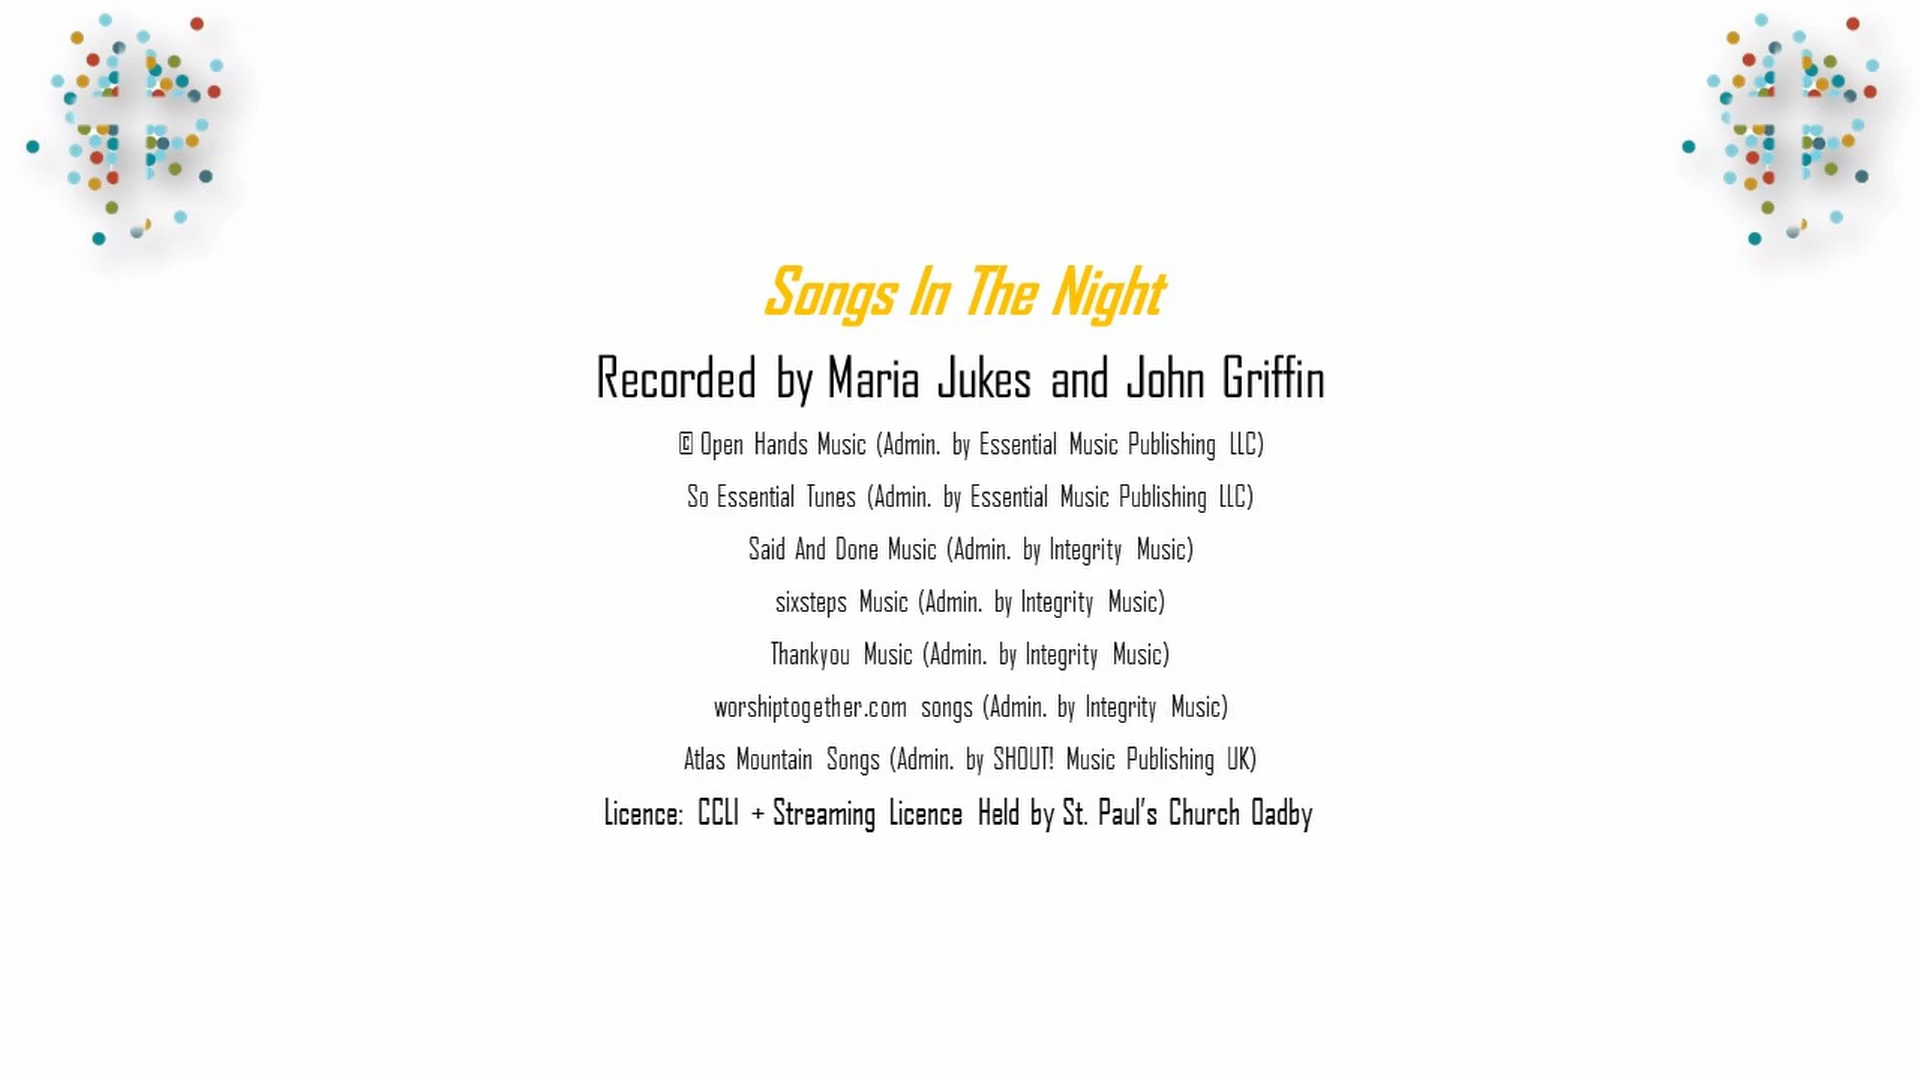 Songs In The Night
Recorded by Maria Jukes and John Griffin
© Open Hands Music (Admin. by Essential Music Publishing LLC)
So Essential Tunes (Admin. by Essential Music Publishing LLC)
Said And Done Music (Admin. by Integrity Music)
sixsteps Music (Admin. by Integrity Music)
Thankyou Music (Admin. by Integrity Music)
worshiptogether.com songs (Admin. by Integrity Music)
Atlas Mountain Songs (Admin. by SHOUT! Music Publishing UK)
Licence: CCLI + Streaming Licence Held by St. Paul's Church Oadby